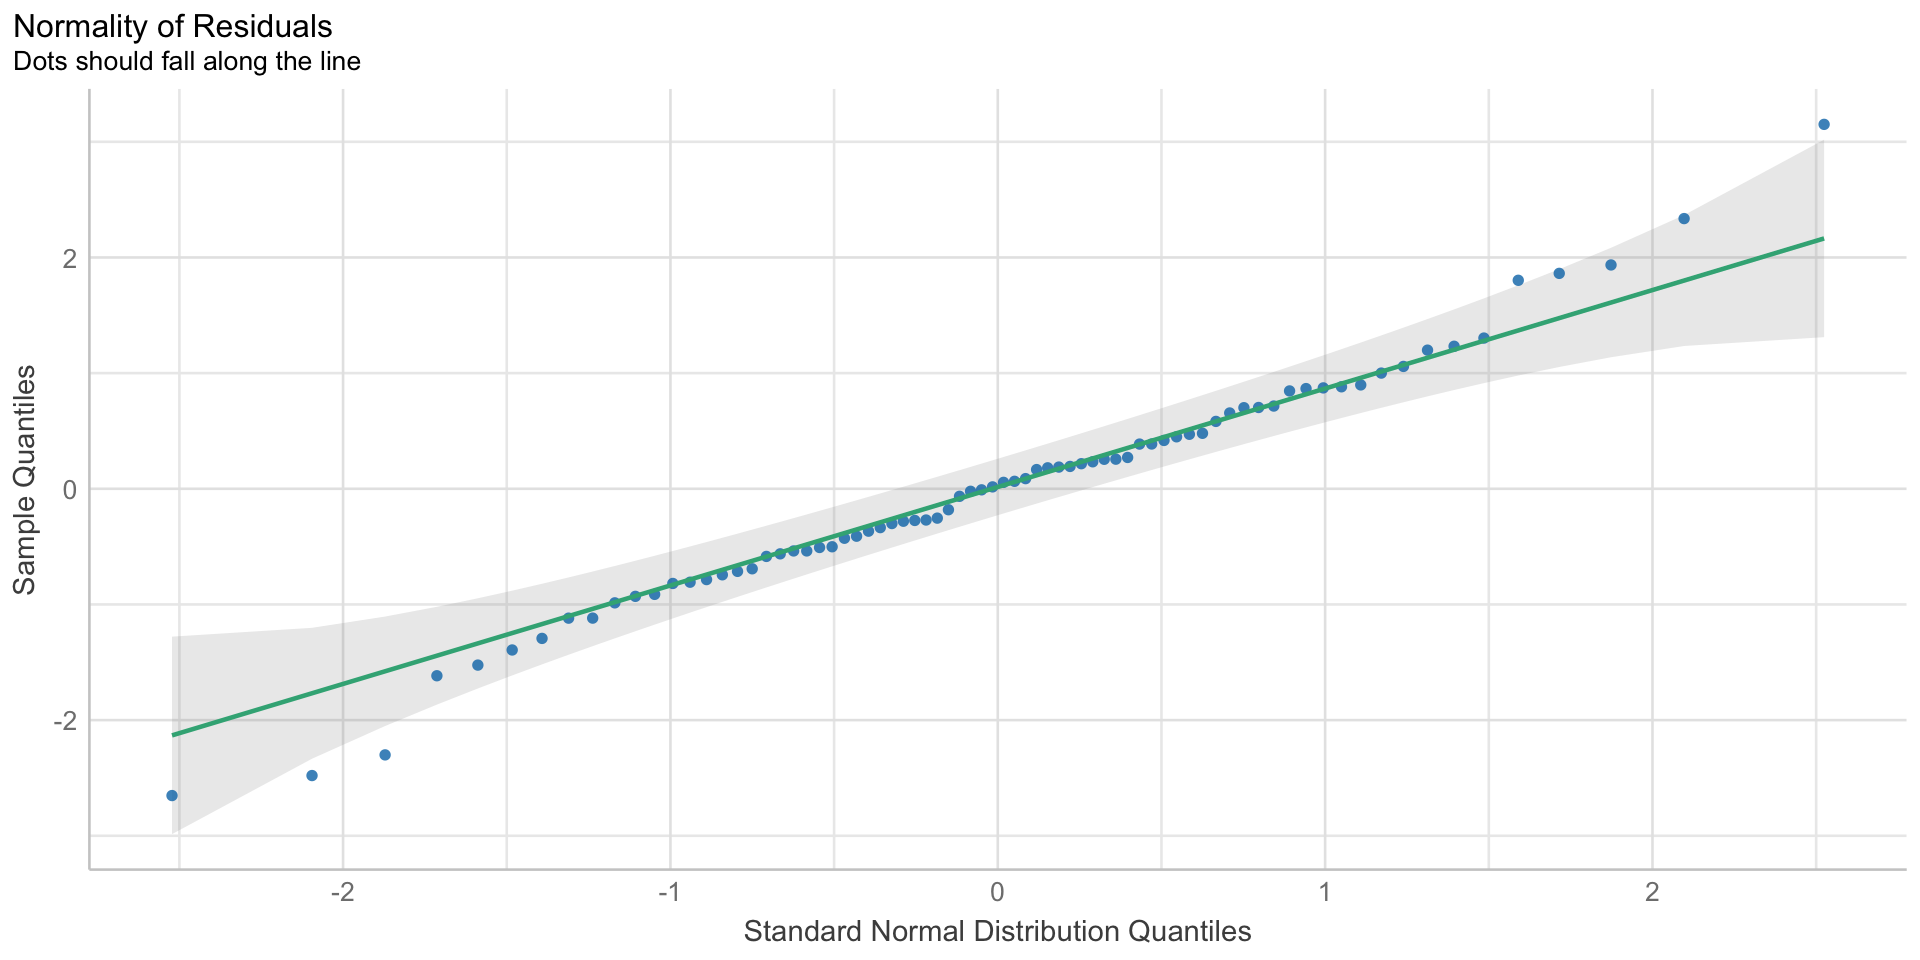 Normality of Residuals
Dots should fall along the line
Sample Quantiles
2
0
-2
-2
-1
0
1
2
Standard Normal Distribution Quantiles